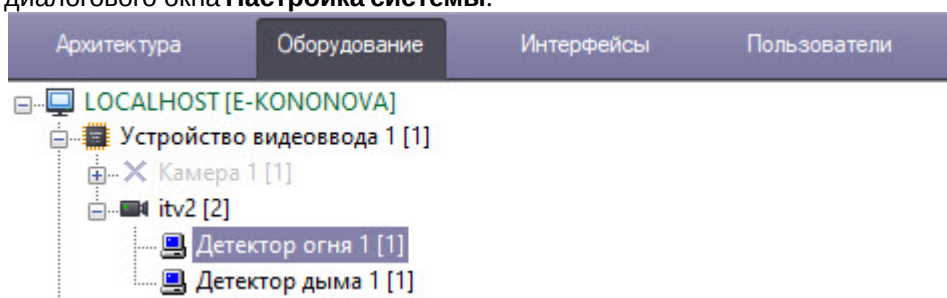 диалогового окна Настройка системы.
Архитектура Оборудование Интерфейсы Пользователи
LOCALHOST [E-KONONOVA]
Устройство видеоввода 1 [1]
Камера 1 [1]
itv2 [2]
Детектор огня 1 [1]
Детектор дыма 1 [1]